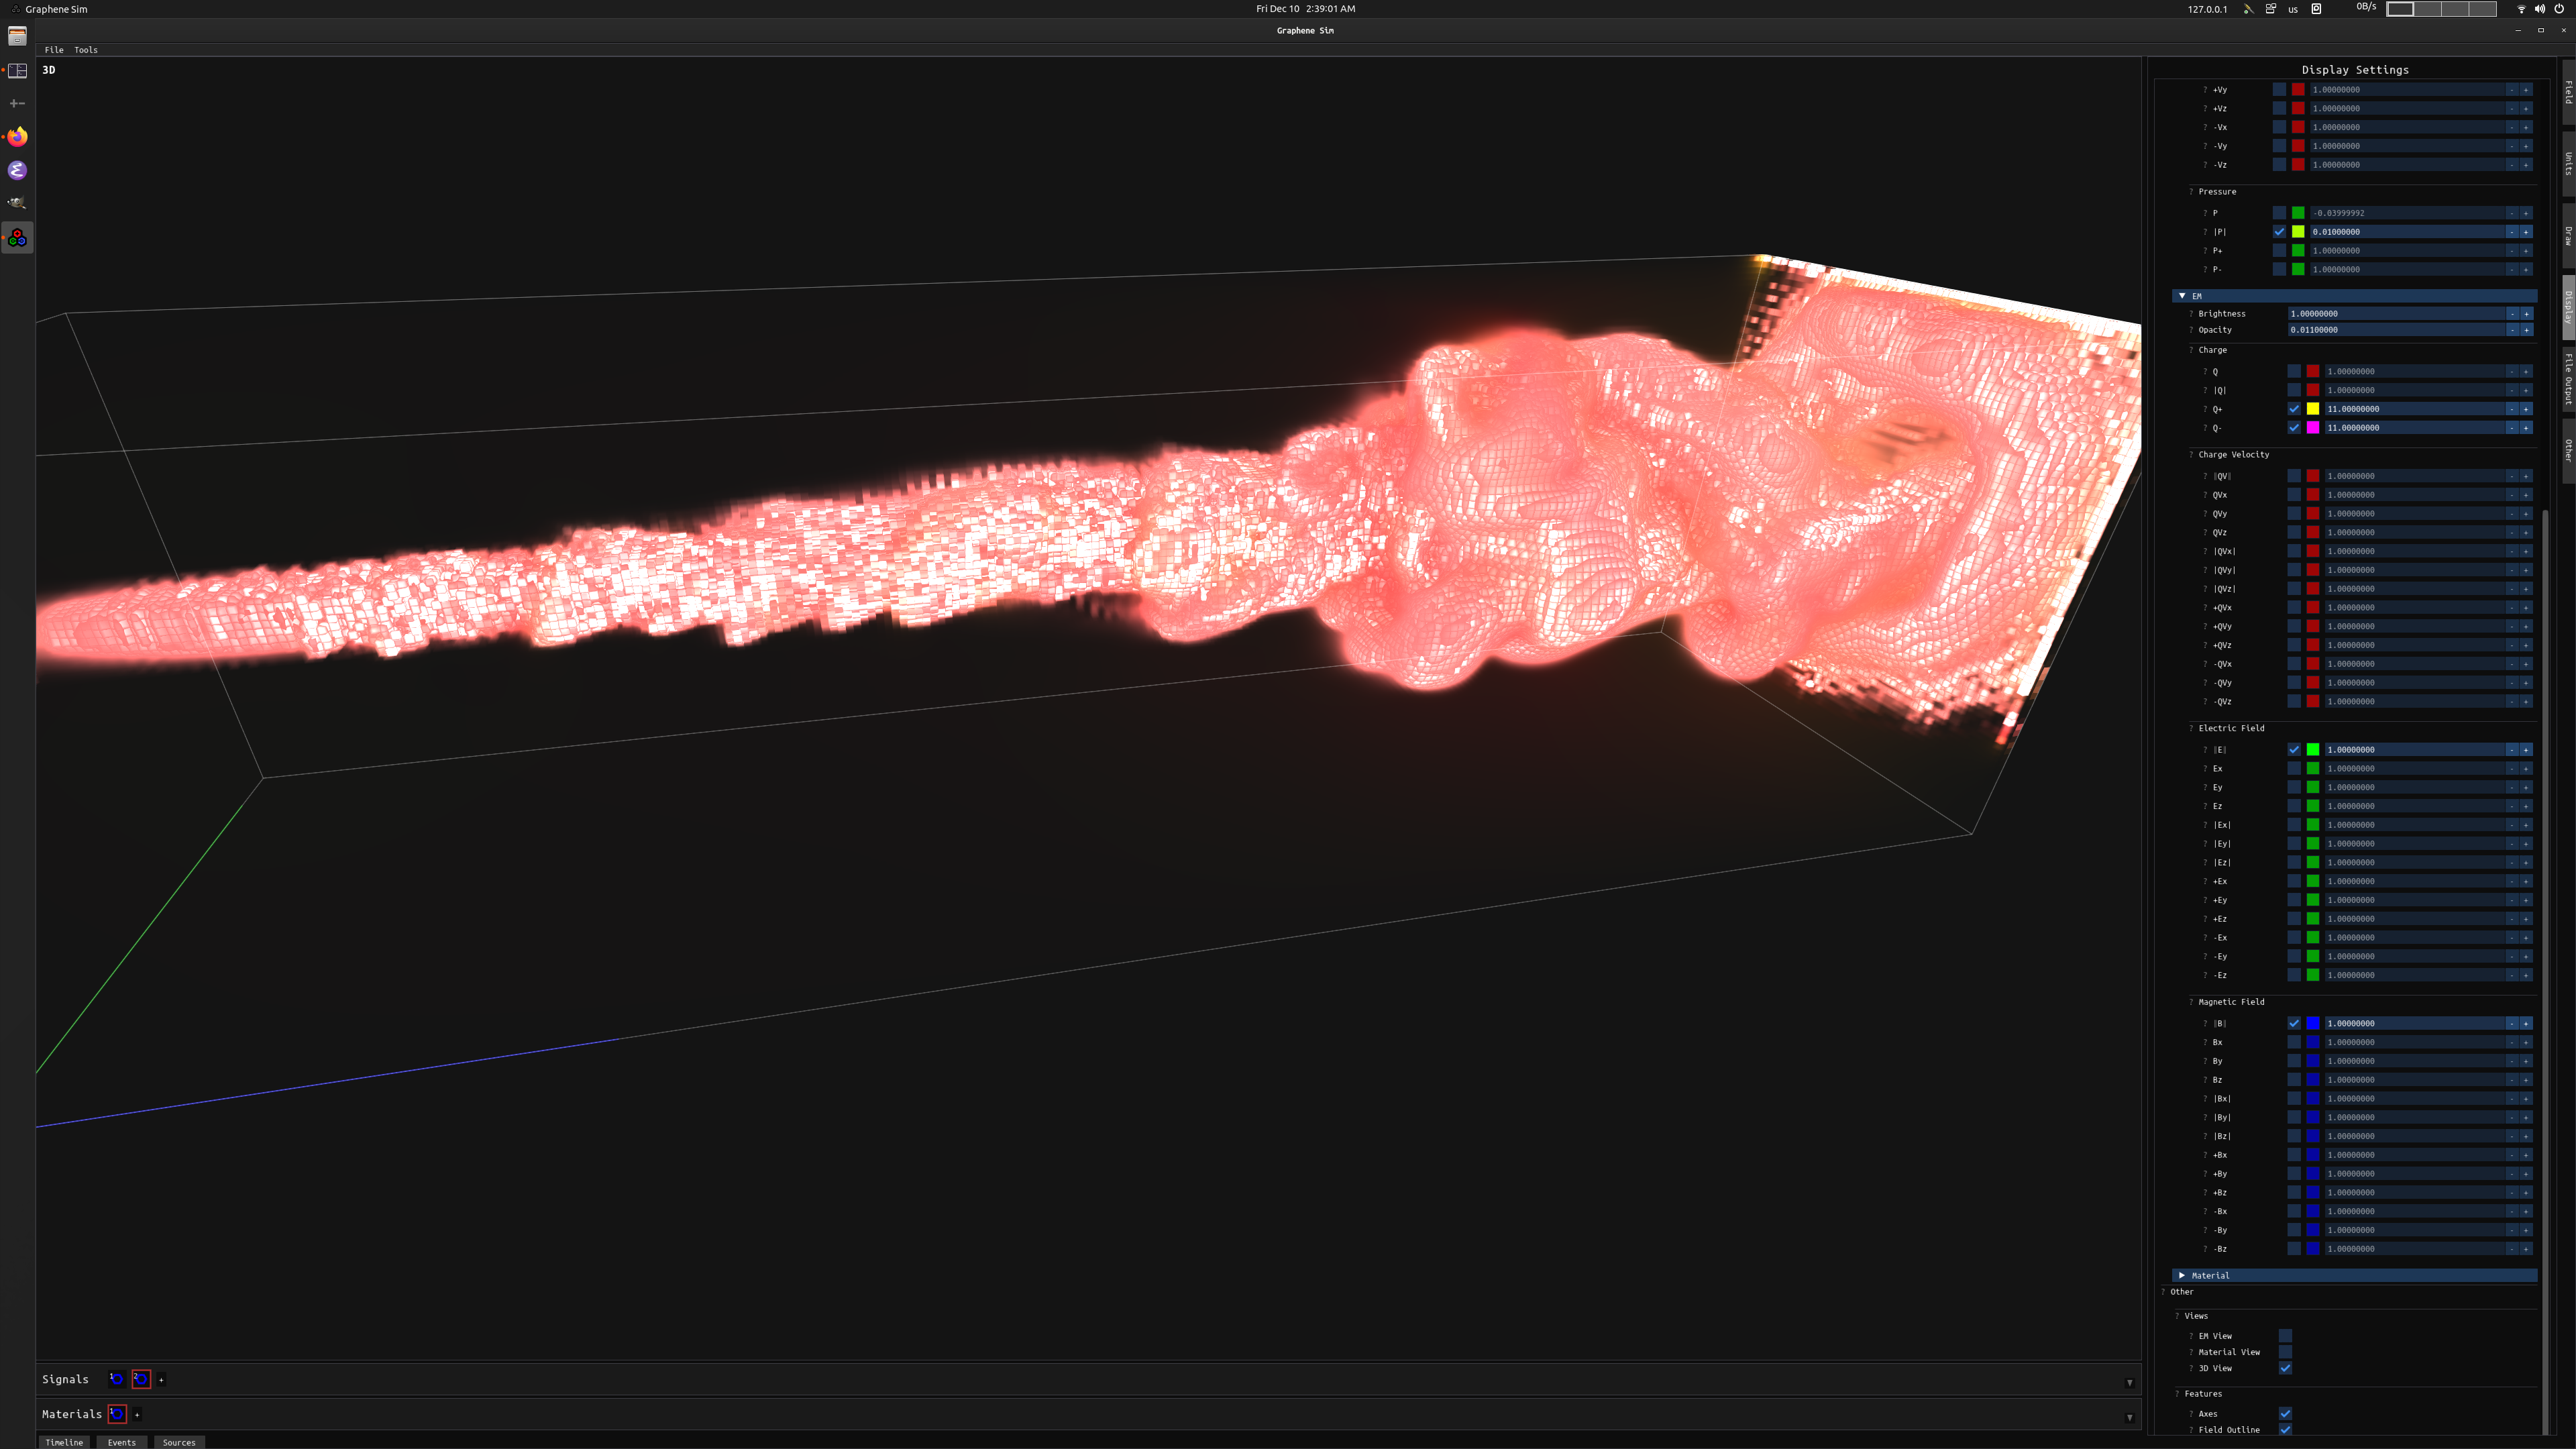 Graphene Sim
Fri Dec 10 2:39:01 AM
127.0.0.1
us
0B/s
Graphene Sim
File Tools
3D
Display Settings
? +Vy 1.00000000 - +
? +Vz 1.00000000 - +
? -Vx 1.00000000 - +
? -Vy 1.00000000 - +
? -Vz 1.00000000 - +
? Pressure
? P -0.03999992 - +
? |P| 0.01000000 - +
? P+ 1.00000000 - +
? P- 1.00000000 - +
EM
? Brightness 1.00000000 - +
? Opacity 0.01100000 - +
? Charge
? Q 1.00000000 - +
? |Q| 1.00000000 - +
? Q+ 11.00000000 - +
? Q- 11.00000000 - +
? Charge Velocity
? ‖QV‖ 1.00000000 - +
? QVx 1.00000000 - +
? QVy 1.00000000 - +
? QVz 1.00000000 - +
? |QVx| 1.00000000 - +
? |QVy| 1.00000000 - +
? |QVz| 1.00000000 - +
? +QVx 1.00000000 - +
? +QVy 1.00000000 - +
? +QVz 1.00000000 - +
? -QVx 1.00000000 - +
? -QVy 1.00000000 - +
? -QVz 1.00000000 - +
? Electric Field
? ‖E‖ 1.00000000 - +
? Ex 1.00000000 - +
? Ey 1.00000000 - +
? Ez 1.00000000 - +
? |Ex| 1.00000000 - +
? |Ey| 1.00000000 - +
? |Ez| 1.00000000 - +
? +Ex 1.00000000 - +
? +Ey 1.00000000 - +
? +Ez 1.00000000 - +
? -Ex 1.00000000 - +
? -Ey 1.00000000 - +
? -Ez 1.00000000 - +
? Magnetic Field
? ‖B‖ 1.00000000 - +
? Bx 1.00000000 - +
? By 1.00000000 - +
? Bz 1.00000000 - +
? |Bx| 1.00000000 - +
? |By| 1.00000000 - +
? |Bz| 1.00000000 - +
? +Bx 1.00000000 - +
? +By 1.00000000 - +
? +Bz 1.00000000 - +
? -Bx 1.00000000 - +
? -By 1.00000000 - +
? -Bz 1.00000000 - +
Material
? Other
? Views
? EM View
? Material View
? 3D View
? Features
? Axes
? Field Outline
Field
Units
Draw
Display
File Output
Other
Signals 1 2 +
Materials 1 +
Timeline Events Sources